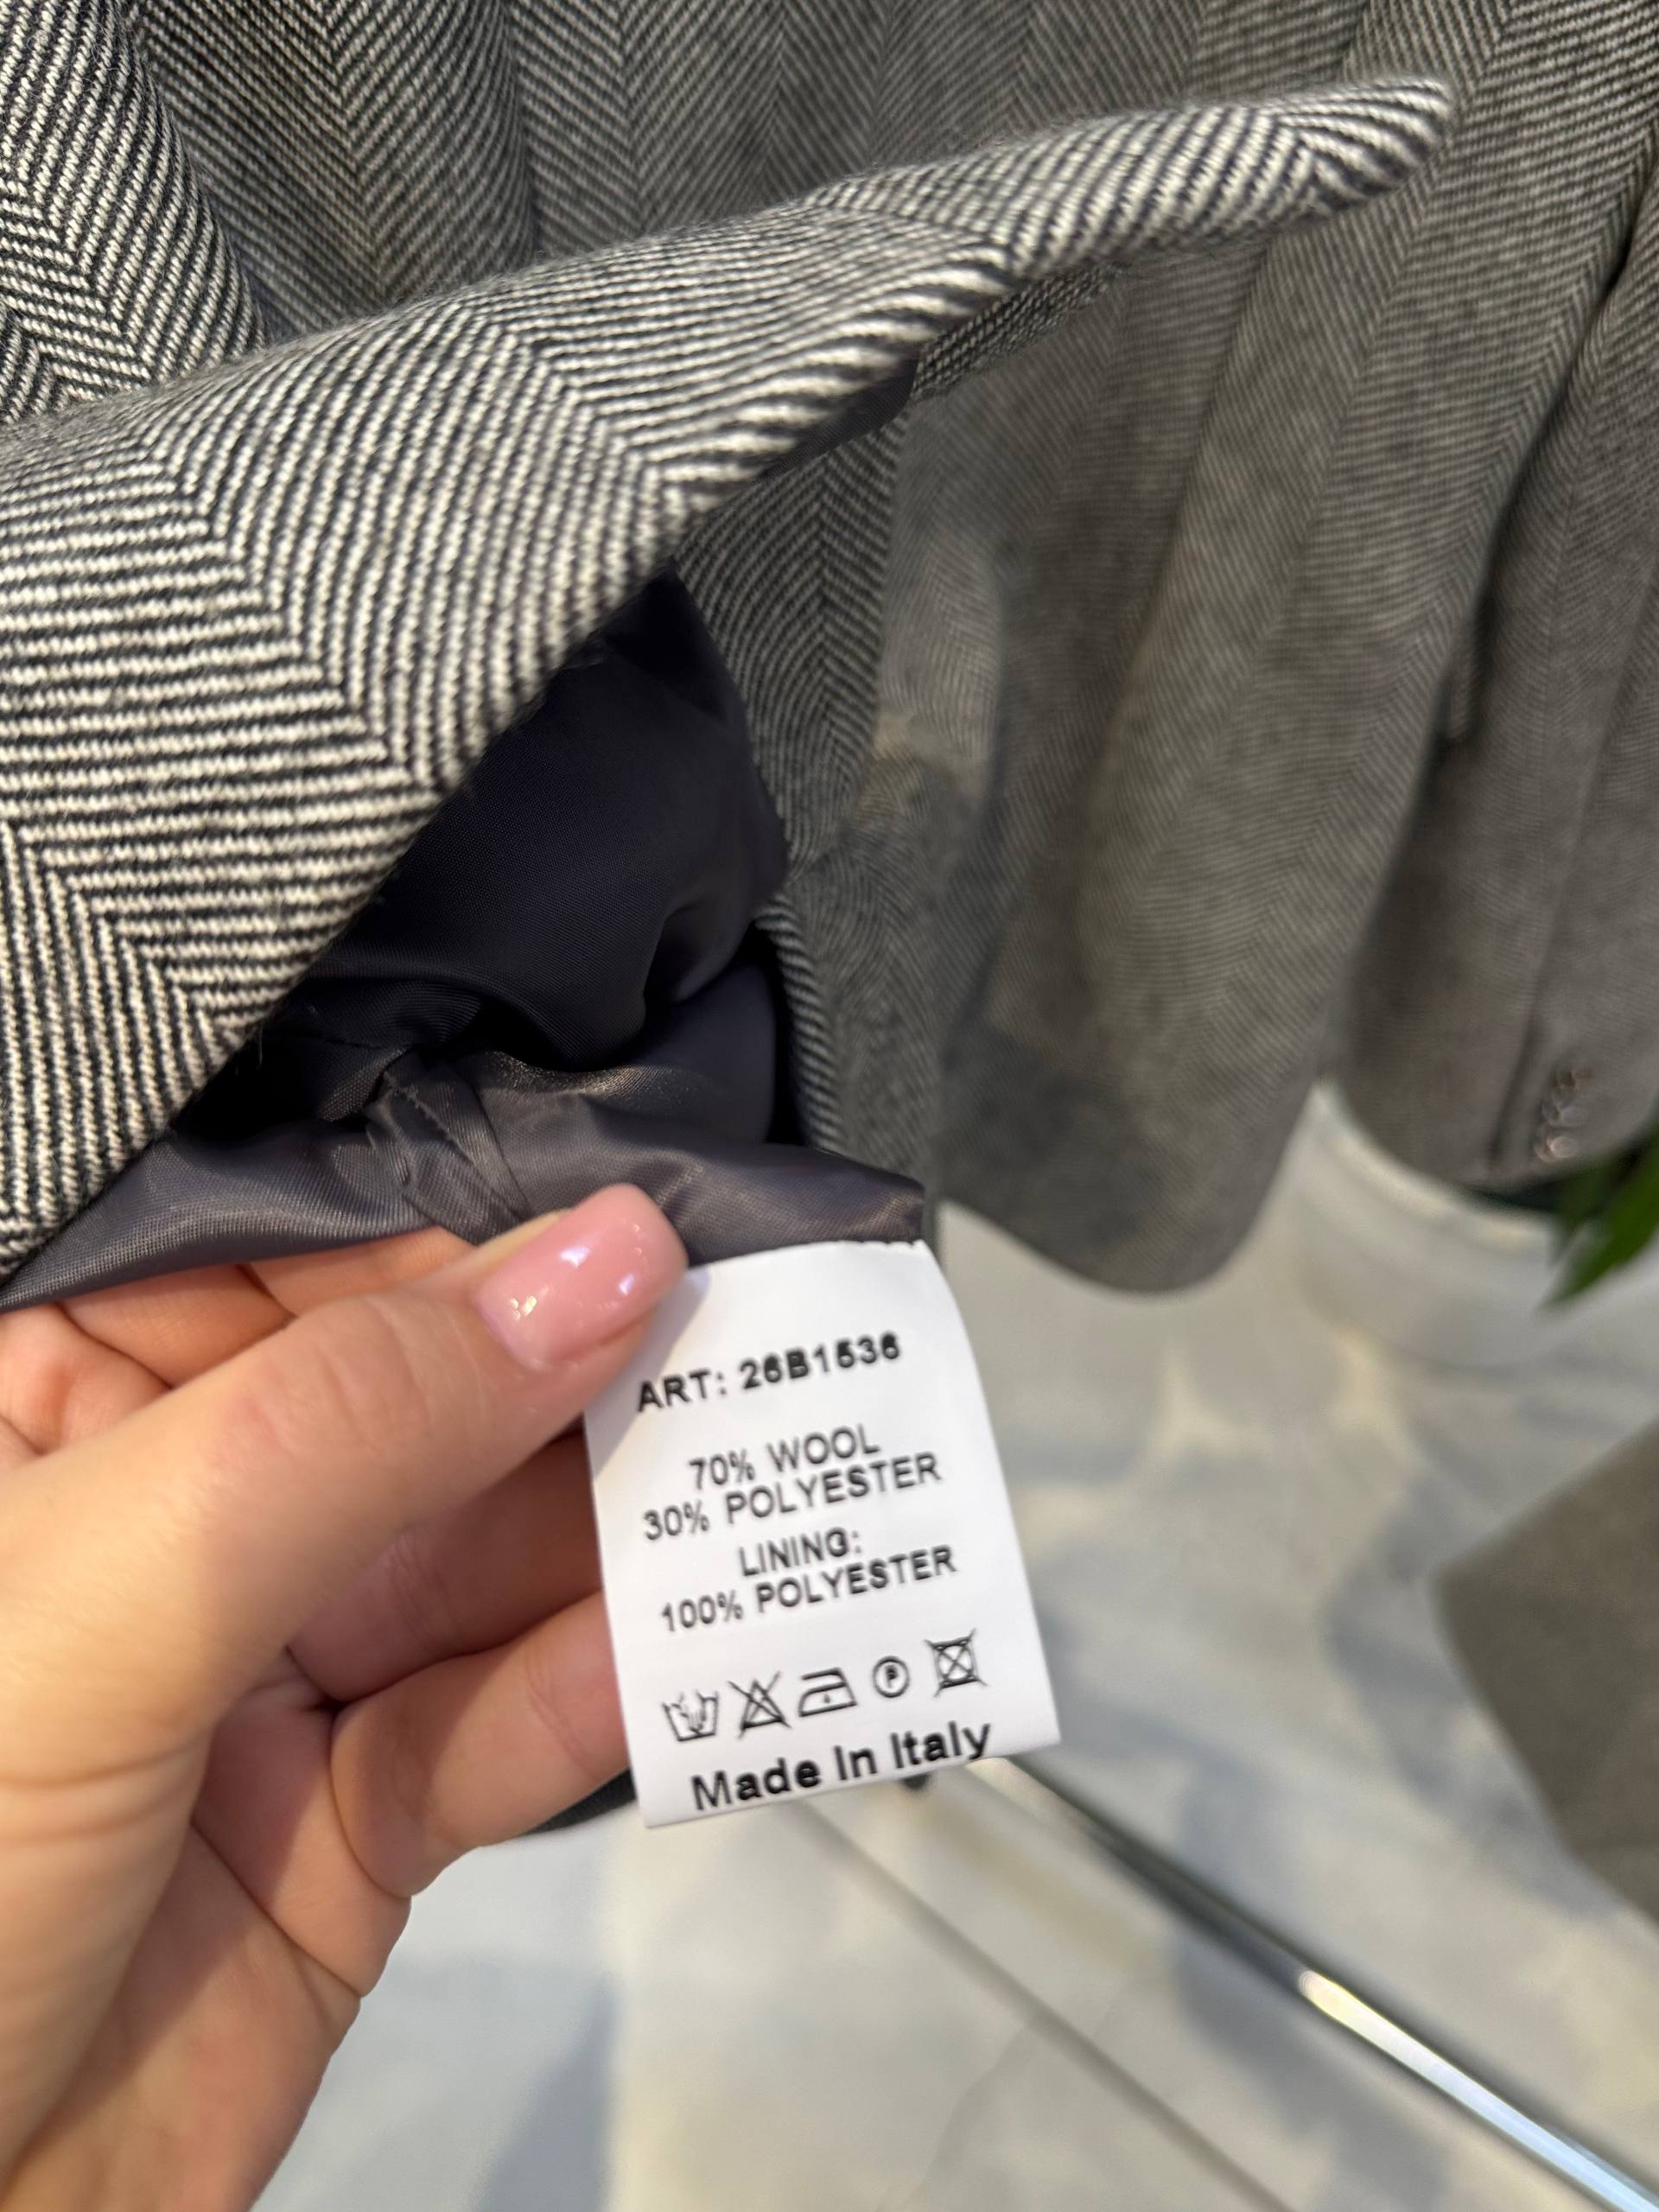 ART: 26B1536
70% WOOL
30% POLYESTER
LINING:
100% POLYESTER
P
Made In Italy